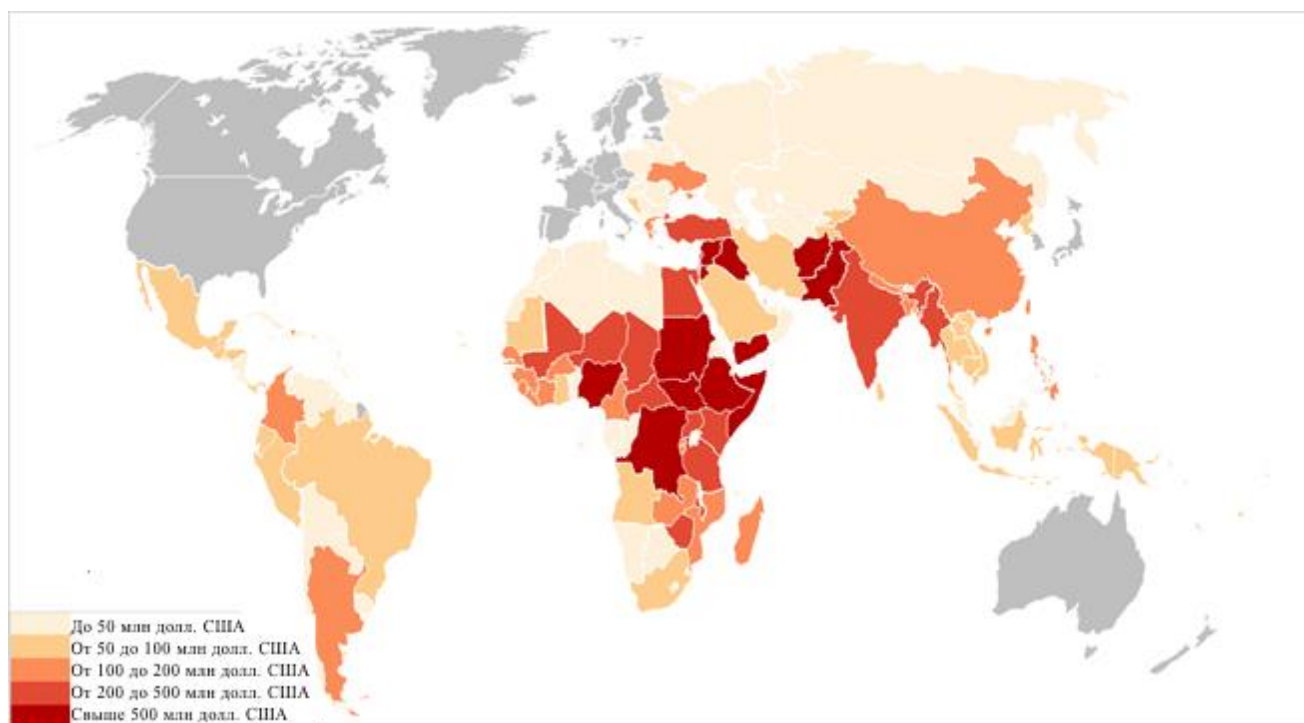 До 50 млн долл. США
От 50 до 100 млн долл. США
От 100 до 200 млн долл. США
От 200 до 500 млн долл. США
Свыше 500 млн долл. США